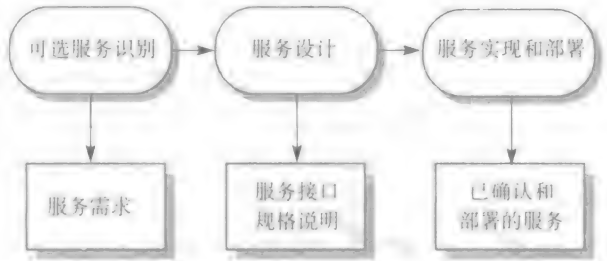 可选服务识别
服务设计
服务实现和部署
服务需求
服务接口
规格说明
已确认和
部署的服务